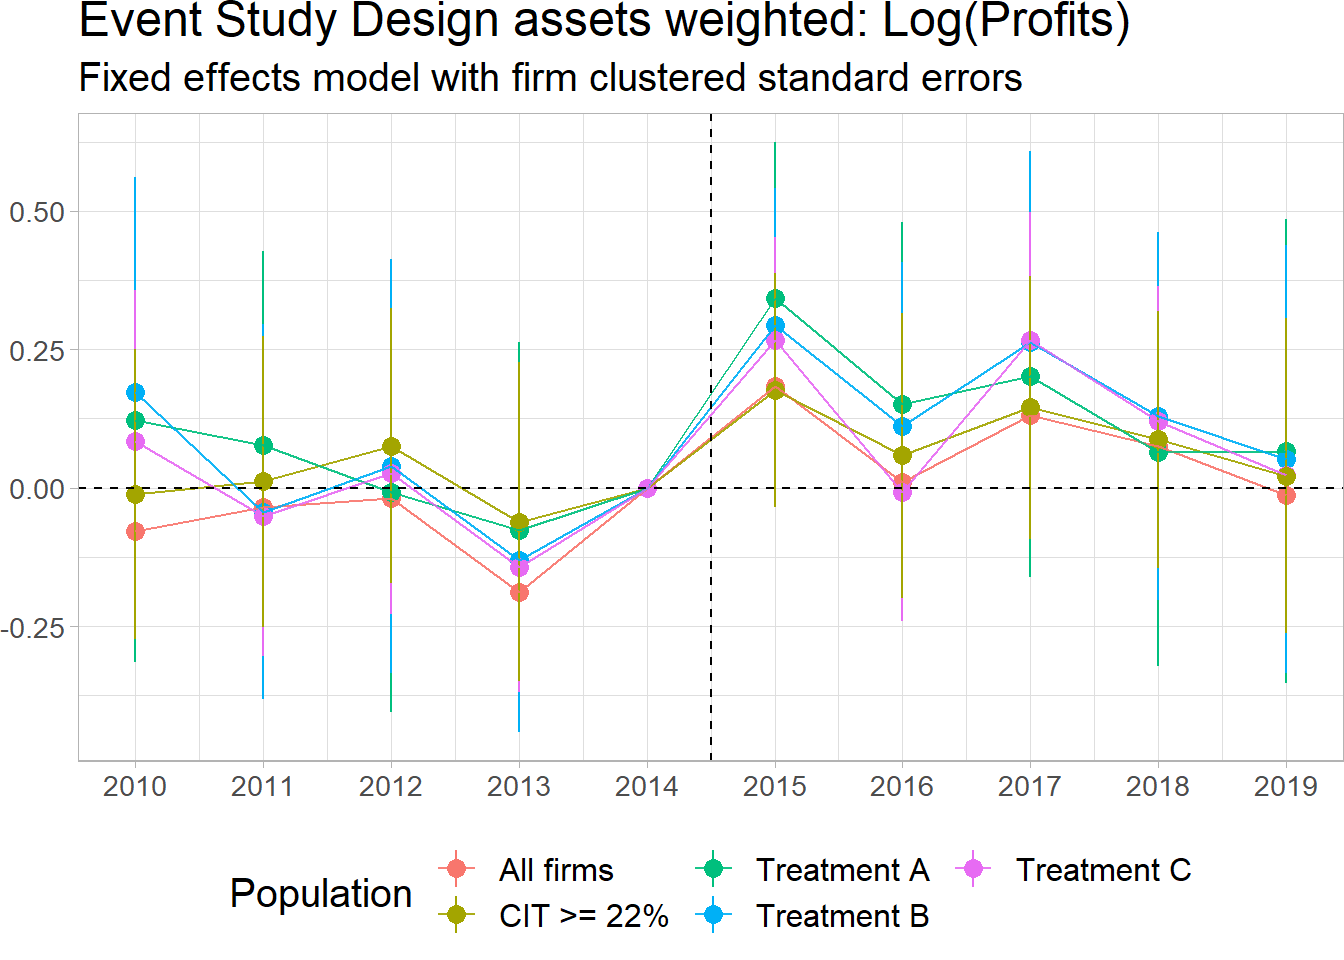 Event Study Design assets weighted: Log(Profits)
Fixed effects model with firm clustered standard errors
0.50
0.25
0.00
-0.25
2010 2011 2012 2013 2014 2015 2016 2017 2018 2019
Population
All firms Treatment A Treatment C
CIT >= 22% Treatment B